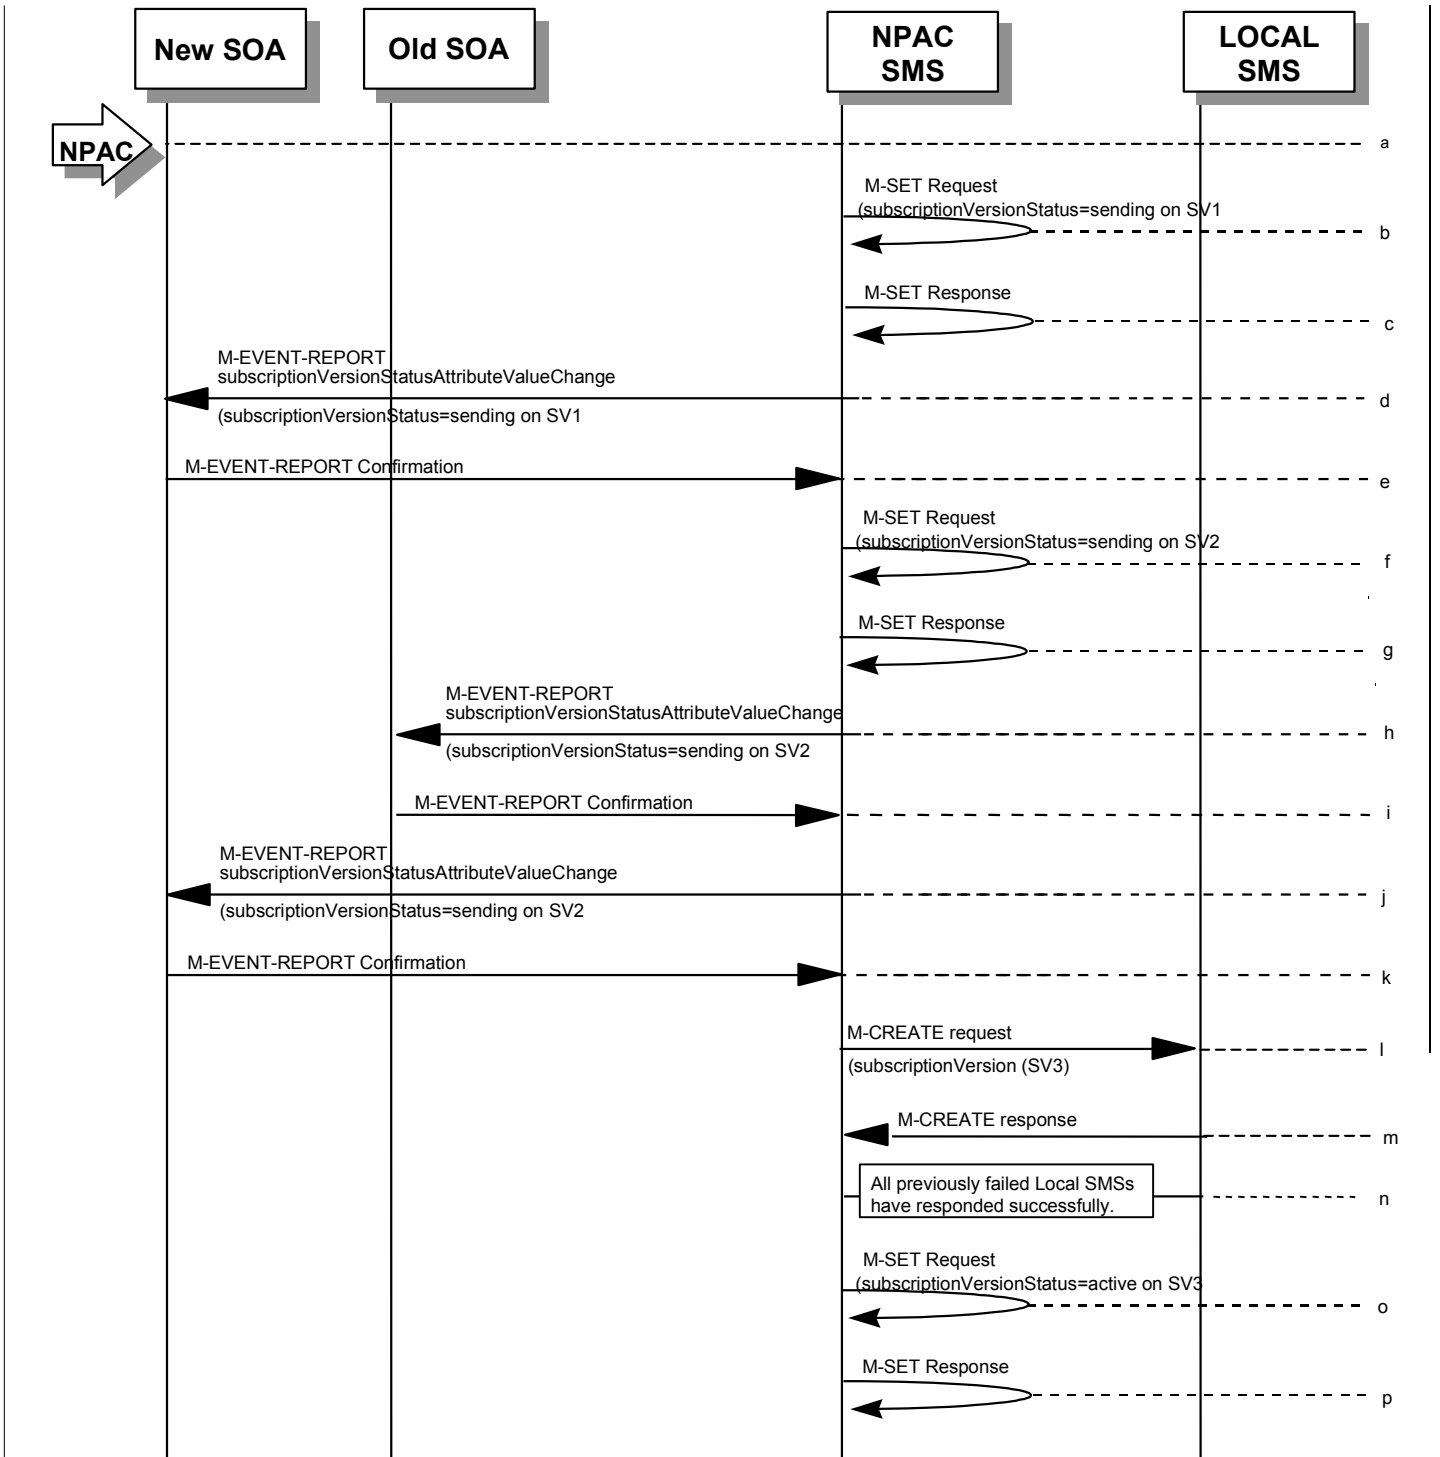 New SOA
Old SOA
NPAC
SMS
LOCAL
SMS
NPAC
a
M-SET Request
(subscriptionVersionStatus=sending on SV1
b
M-SET Response
c
M-EVENT-REPORT
subscriptionVersionStatusAttributeValueChange
(subscriptionVersionStatus=sending on SV1
d
M-EVENT-REPORT Confirmation
e
M-SET Request
(subscriptionVersionStatus=sending on SV2
f
M-SET Response
g
M-EVENT-REPORT
subscriptionVersionStatusAttributeValueChange
(subscriptionVersionStatus=sending on SV2
h
M-EVENT-REPORT Confirmation
i
M-EVENT-REPORT
subscriptionVersionStatusAttributeValueChange
(subscriptionVersionStatus=sending on SV2
j
M-EVENT-REPORT Confirmation
k
M-CREATE request
(subscriptionVersion (SV3)
l
M-CREATE response
m
All previously failed Local SMSs
have responded successfully.
n
M-SET Request
(subscriptionVersionStatus=active on SV3
o
M-SET Response
p